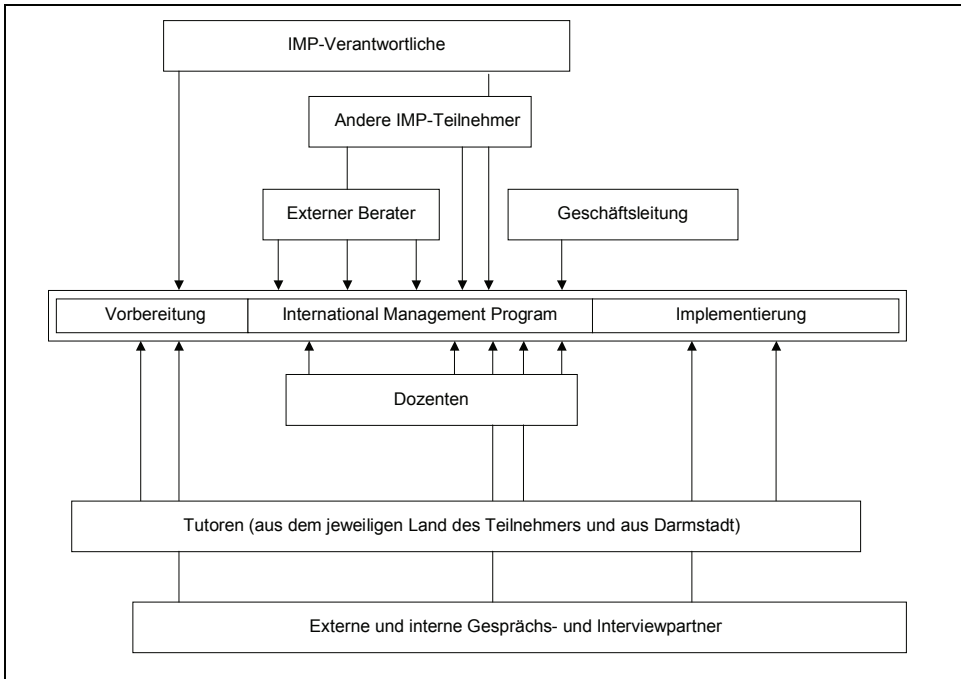 IMP-Verantwortliche
Andere IMP-Teilnehmer
Externer Berater
Geschäftsleitung
Vorbereitung
International Management Program
Implementierung
Dozenten
Tutoren (aus dem jeweiligen Land des Teilnehmers und aus Darmstadt)
Externe und interne Gesprächs- und Interviewpartner